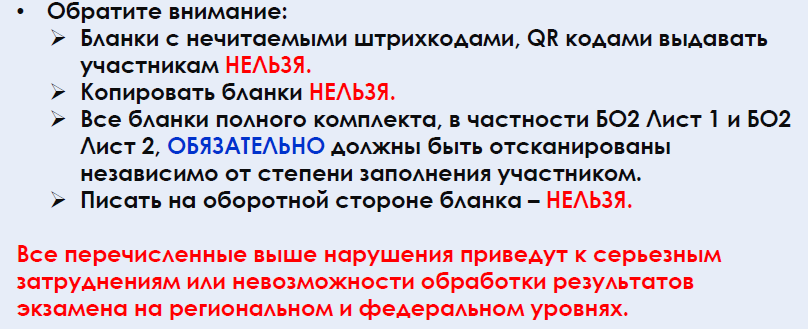 • Обратите внимание:
➢ Бланки с нечитаемыми штрихкодами, QR кодами выдавать
участникам НЕЛЬЗЯ.
➢ Копировать бланки НЕЛЬЗЯ.
➢ Все бланки полного комплекта, в частности БО2 Лист 1 и БО2
Лист 2, ОБЯЗАТЕЛЬНО должны быть отсканированы
независимо от степени заполнения участником.
➢ Писать на оборотной стороне бланка – НЕЛЬЗЯ.
Все перечисленные выше нарушения приведут к серьезным
затруднениям или невозможности обработки результатов
экзамена на региональном и федеральном уровнях.